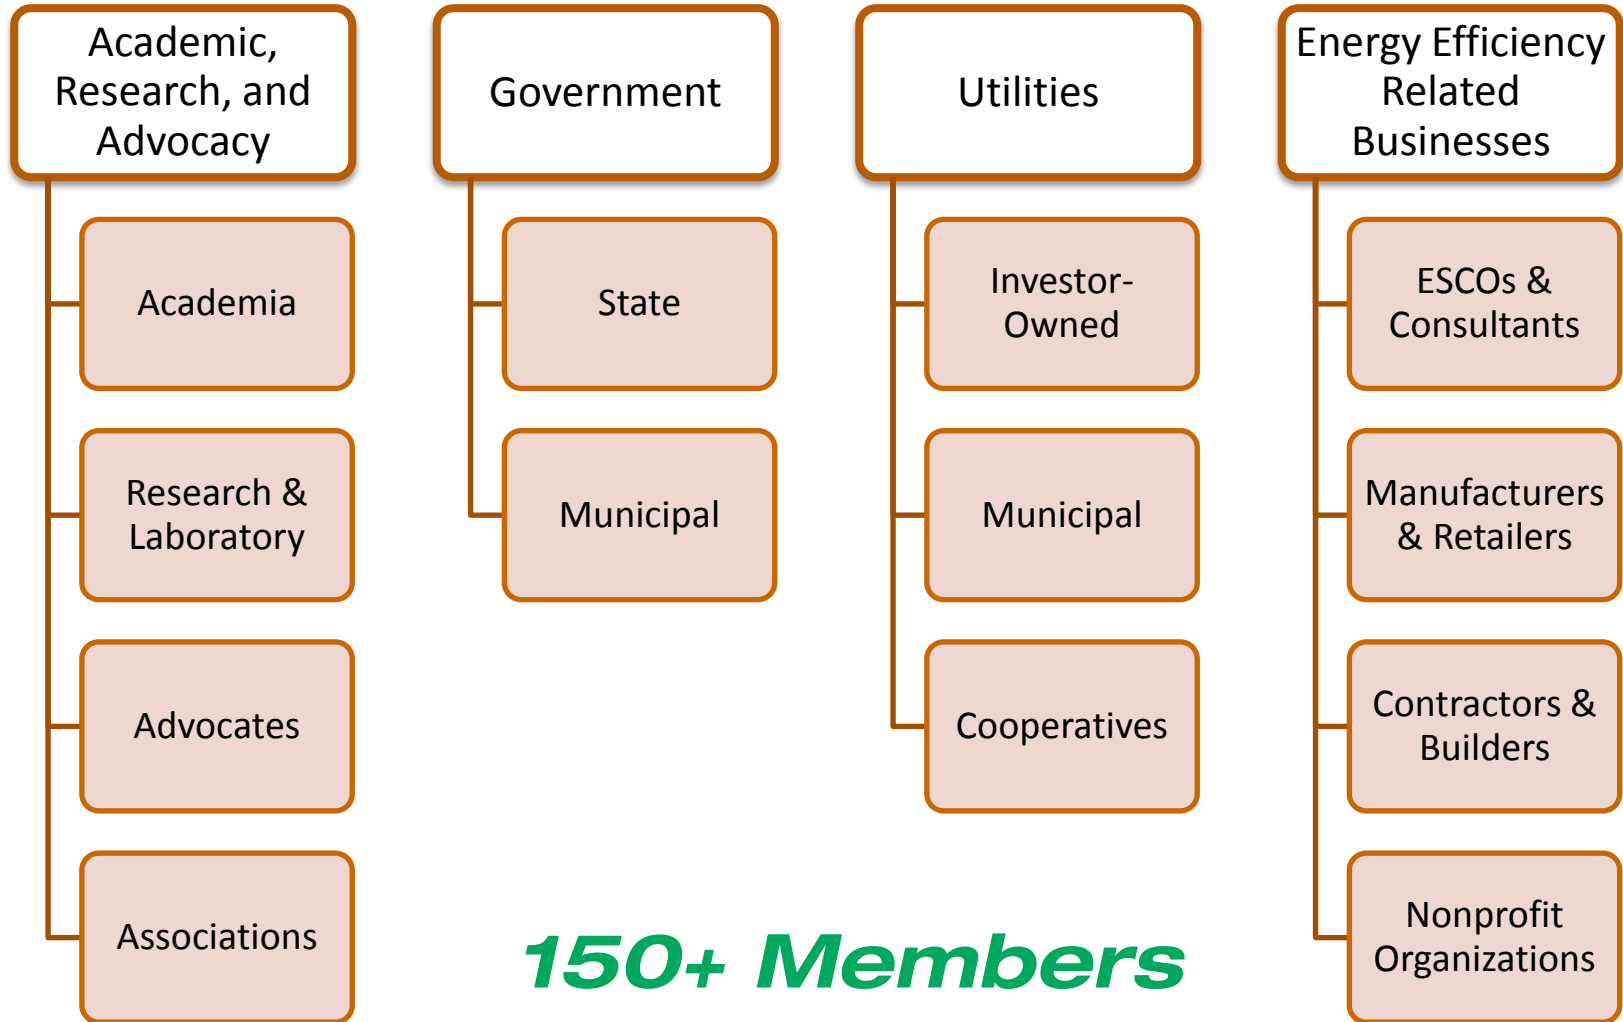 Academic,
Research, and
Advocacy
Academia
Research &
Laboratory
Advocates
Associations
Government
State
Municipal
Utilities
Investor-
Owned
Municipal
Cooperatives
Energy Efficiency
Related
Businesses
ESCOs &
Consultants
Manufacturers
& Retailers
Contractors &
Builders
Nonprofit
Organizations
150+ Members